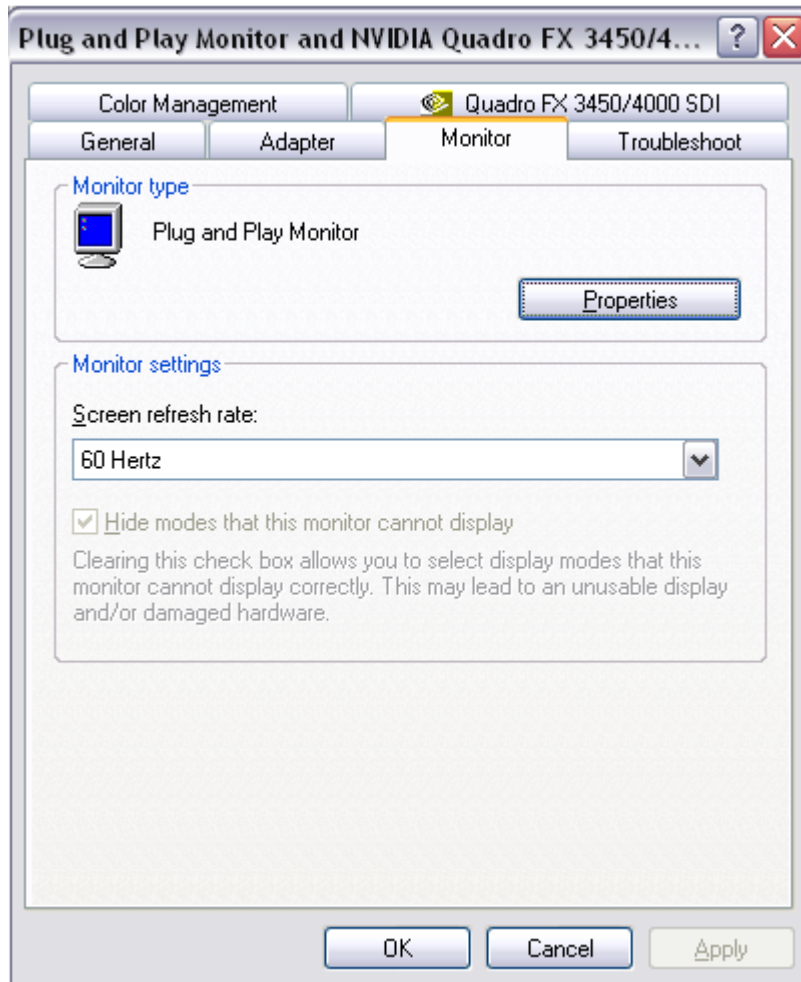 Plug and Play Monitor and NVIDIA Quadro FX 3450/4...
Color Management
Quadro FX 3450/4000 SDI
General
Adapter
Monitor
Troubleshoot
Monitor type
Plug and Play Monitor
Properties
Monitor settings
Screen refresh rate:
60 Hertz
Hide modes that this monitor cannot display
Clearing this check box allows you to select display modes that this
monitor cannot display correctly. This may lead to an unusable display
and/or damaged hardware.
OK
Cancel
Apply